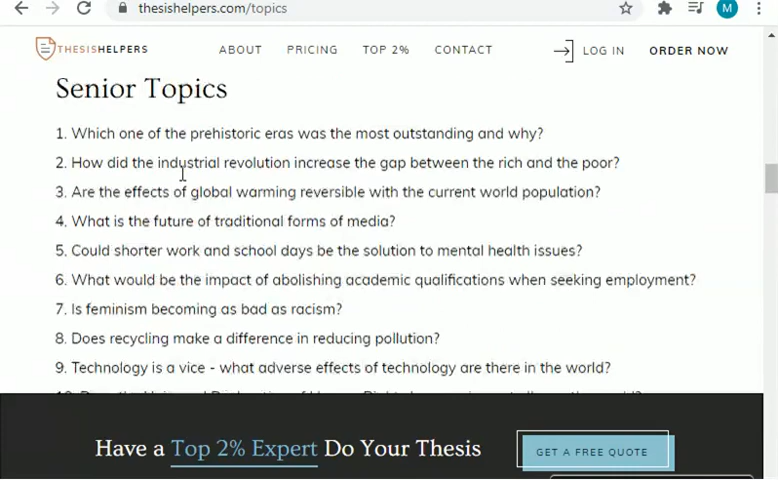 thesishelpers.com/topics
M
THESISHELPERS ABOUT PRICING TOP 2% CONTACT LOG IN ORDER NOW
Senior Topics
1. Which one of the prehistoric eras was the most outstanding and why?
2. How did the industrial revolution increase the gap between the rich and the poor?
3. Are the effects of global warming reversible with the current world population?
4. What is the future of traditional forms of media?
5. Could shorter work and school days be the solution to mental health issues?
6. What would be the impact of abolishing academic qualifications when seeking employment?
7. Is feminism becoming as bad as racism?
8. Does recycling make a difference in reducing pollution?
9. Technology is a vice - what adverse effects of technology are there in the world?
Have a Top 2% Expert Do Your Thesis
GET A FREE QUOTE